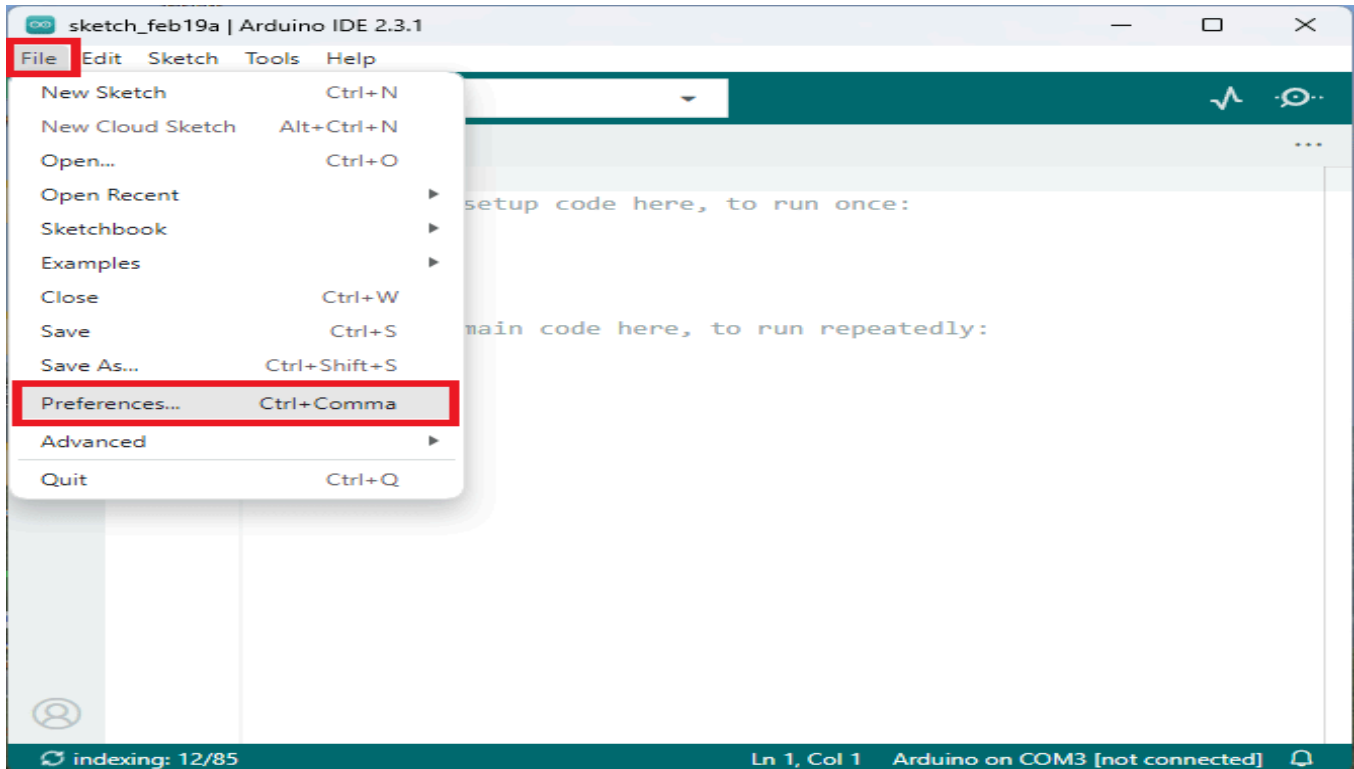 sketch_feb19a | Arduino IDE 2.3.1
File Edit Sketch Tools Help
New Sketch Ctrl+N
New Cloud Sketch Alt+Ctrl+N
Open... Ctrl+O
Open Recent
setup code here, to run once:
Sketchbook
Examples
Close Ctrl+W
Save Ctrl+S
main code here, to run repeatedly:
Save As... Ctrl+Shift+S
Preferences... Ctrl+Comma
Advanced
Quit Ctrl+Q
indexing: 12/85 Ln 1, Col 1 Arduino on COM3 [not connected]